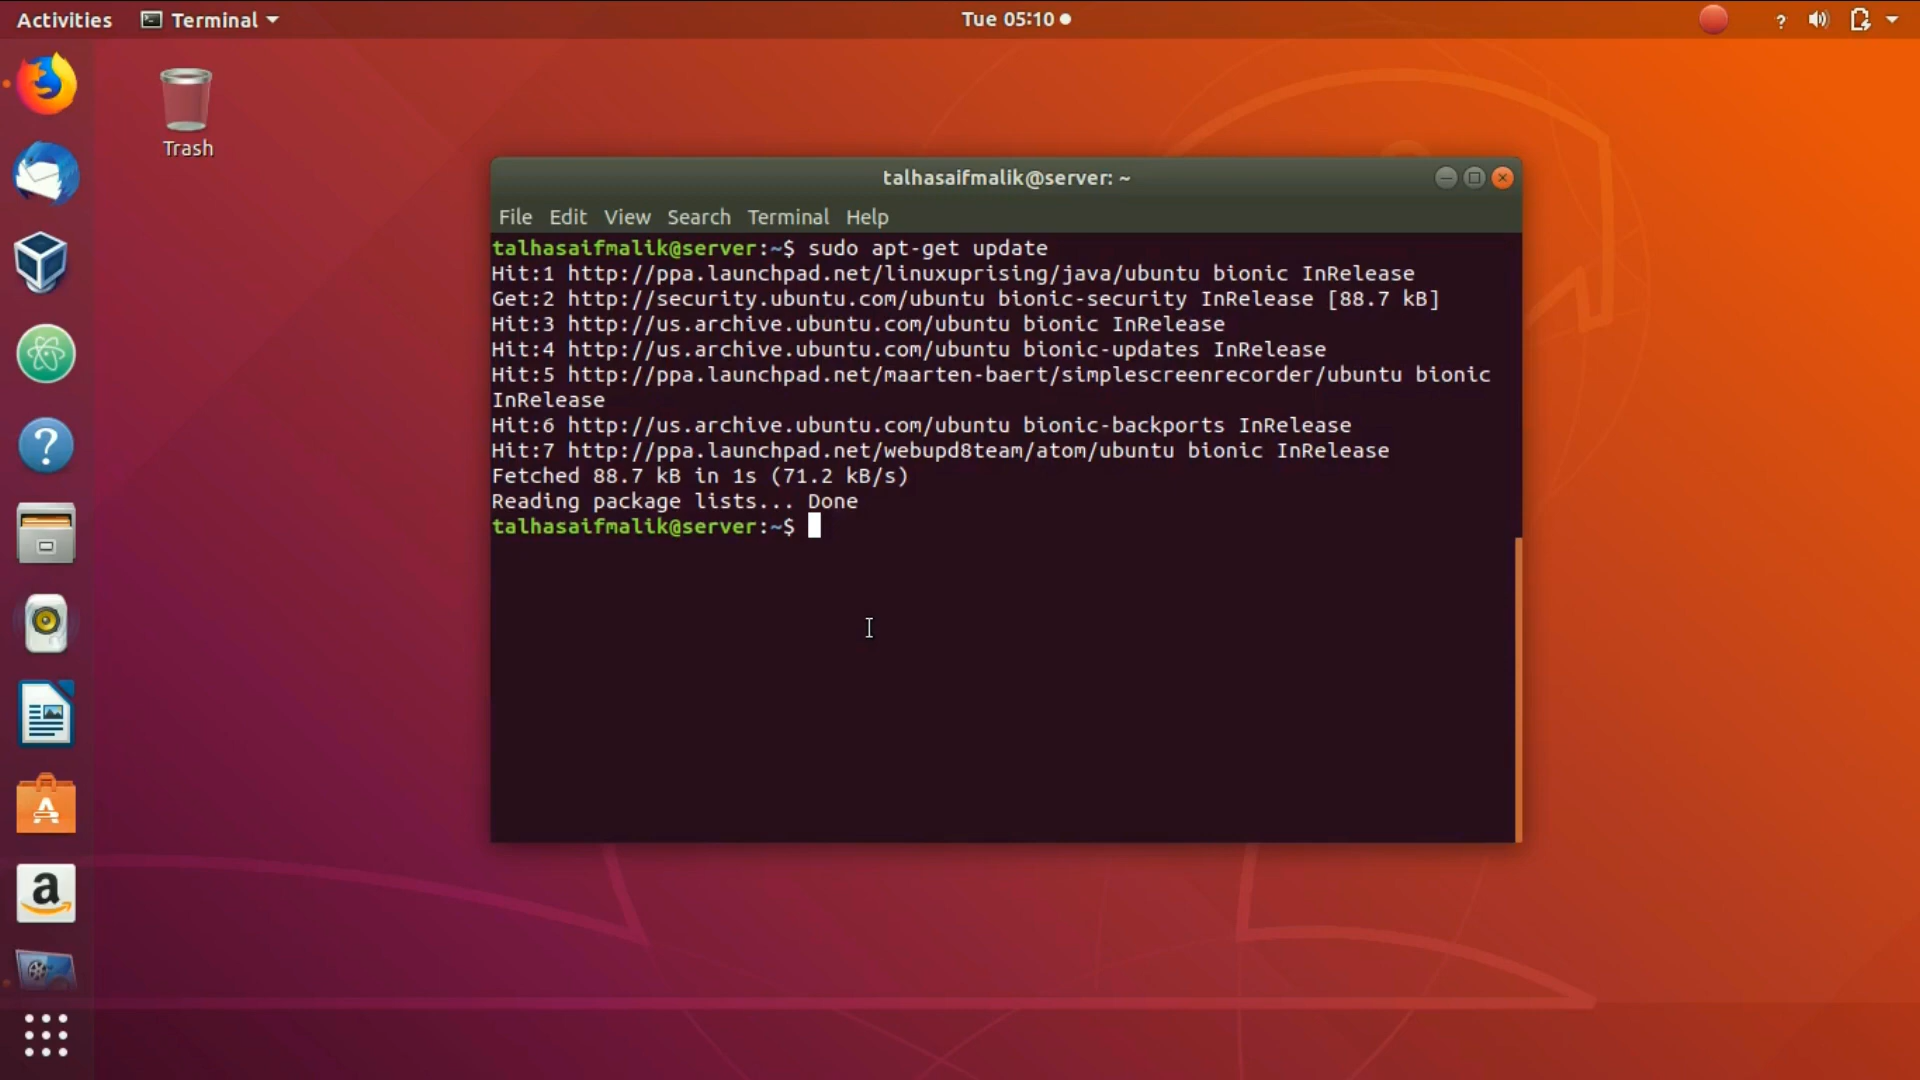 Activities Terminal Tue 05:10 ?
Trash
talhasaifmalik@server: ~
File Edit View Search Terminal Help
talhasaifmalik@server:~$ sudo apt-get update
Hit:1 http://ppa.launchpad.net/linuxuprising/java/ubuntu bionic InRelease
Get:2 http://security.ubuntu.com/ubuntu bionic-security InRelease [88.7 kB]
Hit:3 http://us.archive.ubuntu.com/ubuntu bionic InRelease
Hit:4 http://us.archive.ubuntu.com/ubuntu bionic-updates InRelease
Hit:5 http://ppa.launchpad.net/maarten-baert/simplescreenrecorder/ubuntu bionic
InRelease
Hit:6 http://us.archive.ubuntu.com/ubuntu bionic-backports InRelease
Hit:7 http://ppa.launchpad.net/webupd8team/atom/ubuntu bionic InRelease
Fetched 88.7 kB in 1s (71.2 kB/s)
Reading package lists... Done
talhasaifmalik@server:~$